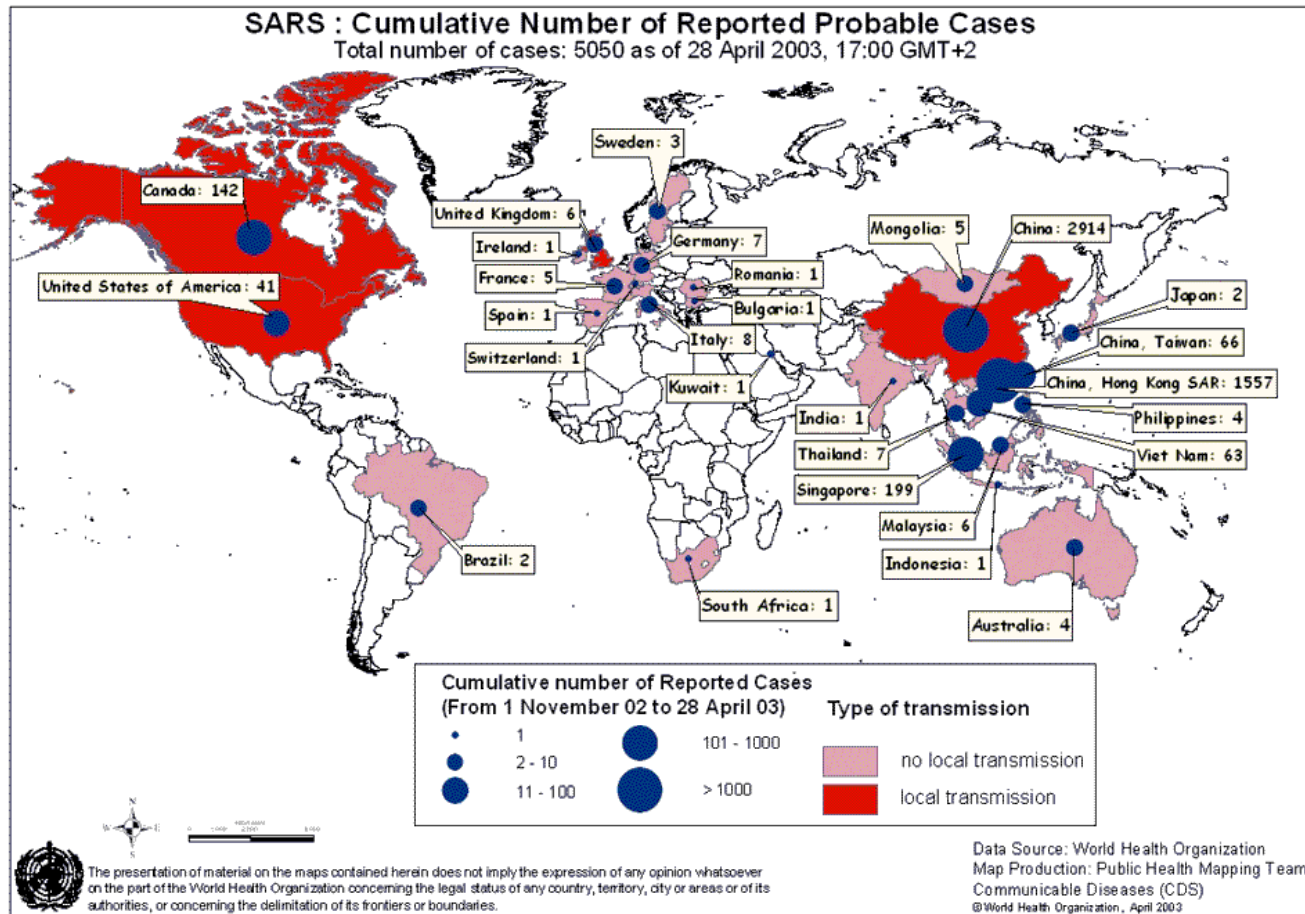 SARS : Cumulative Number of Reported Probable Cases
Total number of cases: 5050 as of 28 April 2003, 17:00 GMT+2
Sweden: 3
Canada: 142
United Kingdom: 6
Mongolia: 5
China: 2914
Ireland: 1
Germany: 7
France: 5
Romania: 1
United States of America: 41
Japan: 2
Spain: 1
Bulgaria:1
Italy: 8
China, Taiwan: 66
Switzerland: 1
Kuwait: 1
China, Hong Kong SAR: 1557
India: 1
Philippines: 4
Thailand: 7
Viet Nam: 63
Singapore: 199
Malaysia: 6
Brazil: 2
Indonesia: 1
South Africa: 1
Australia: 4
Cumulative number of Reported Cases
(From 1 November 02 to 28 April 03)
1
2 - 10
11 - 100
101 - 1000
> 1000
Type of transmission
no local transmission
local transmission
N
W
E
S
The presentation of material on the maps contained herein does not imply the expression of any opinion whatsoever
on the part of the World Health Organization concerning the legal status of any country, territory, city or areas or of its
authorities, or concerning the delimitation of its frontiers or boundaries.
Data Source: World Health Organization
Map Production: Public Health Mapping Team
Communicable Diseases (CDS)
©World Health Organization, April 2003